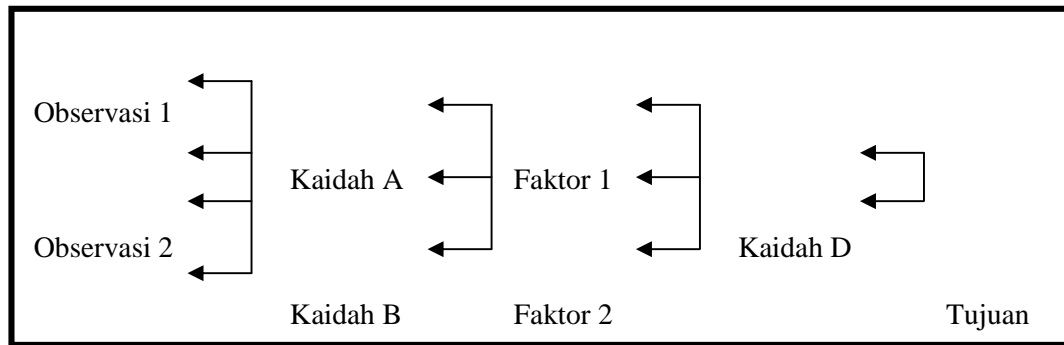 Observasi 1
Kaidah A Faktor 1
Observasi 2 Kaidah D
Kaidah B Faktor 2 Tujuan